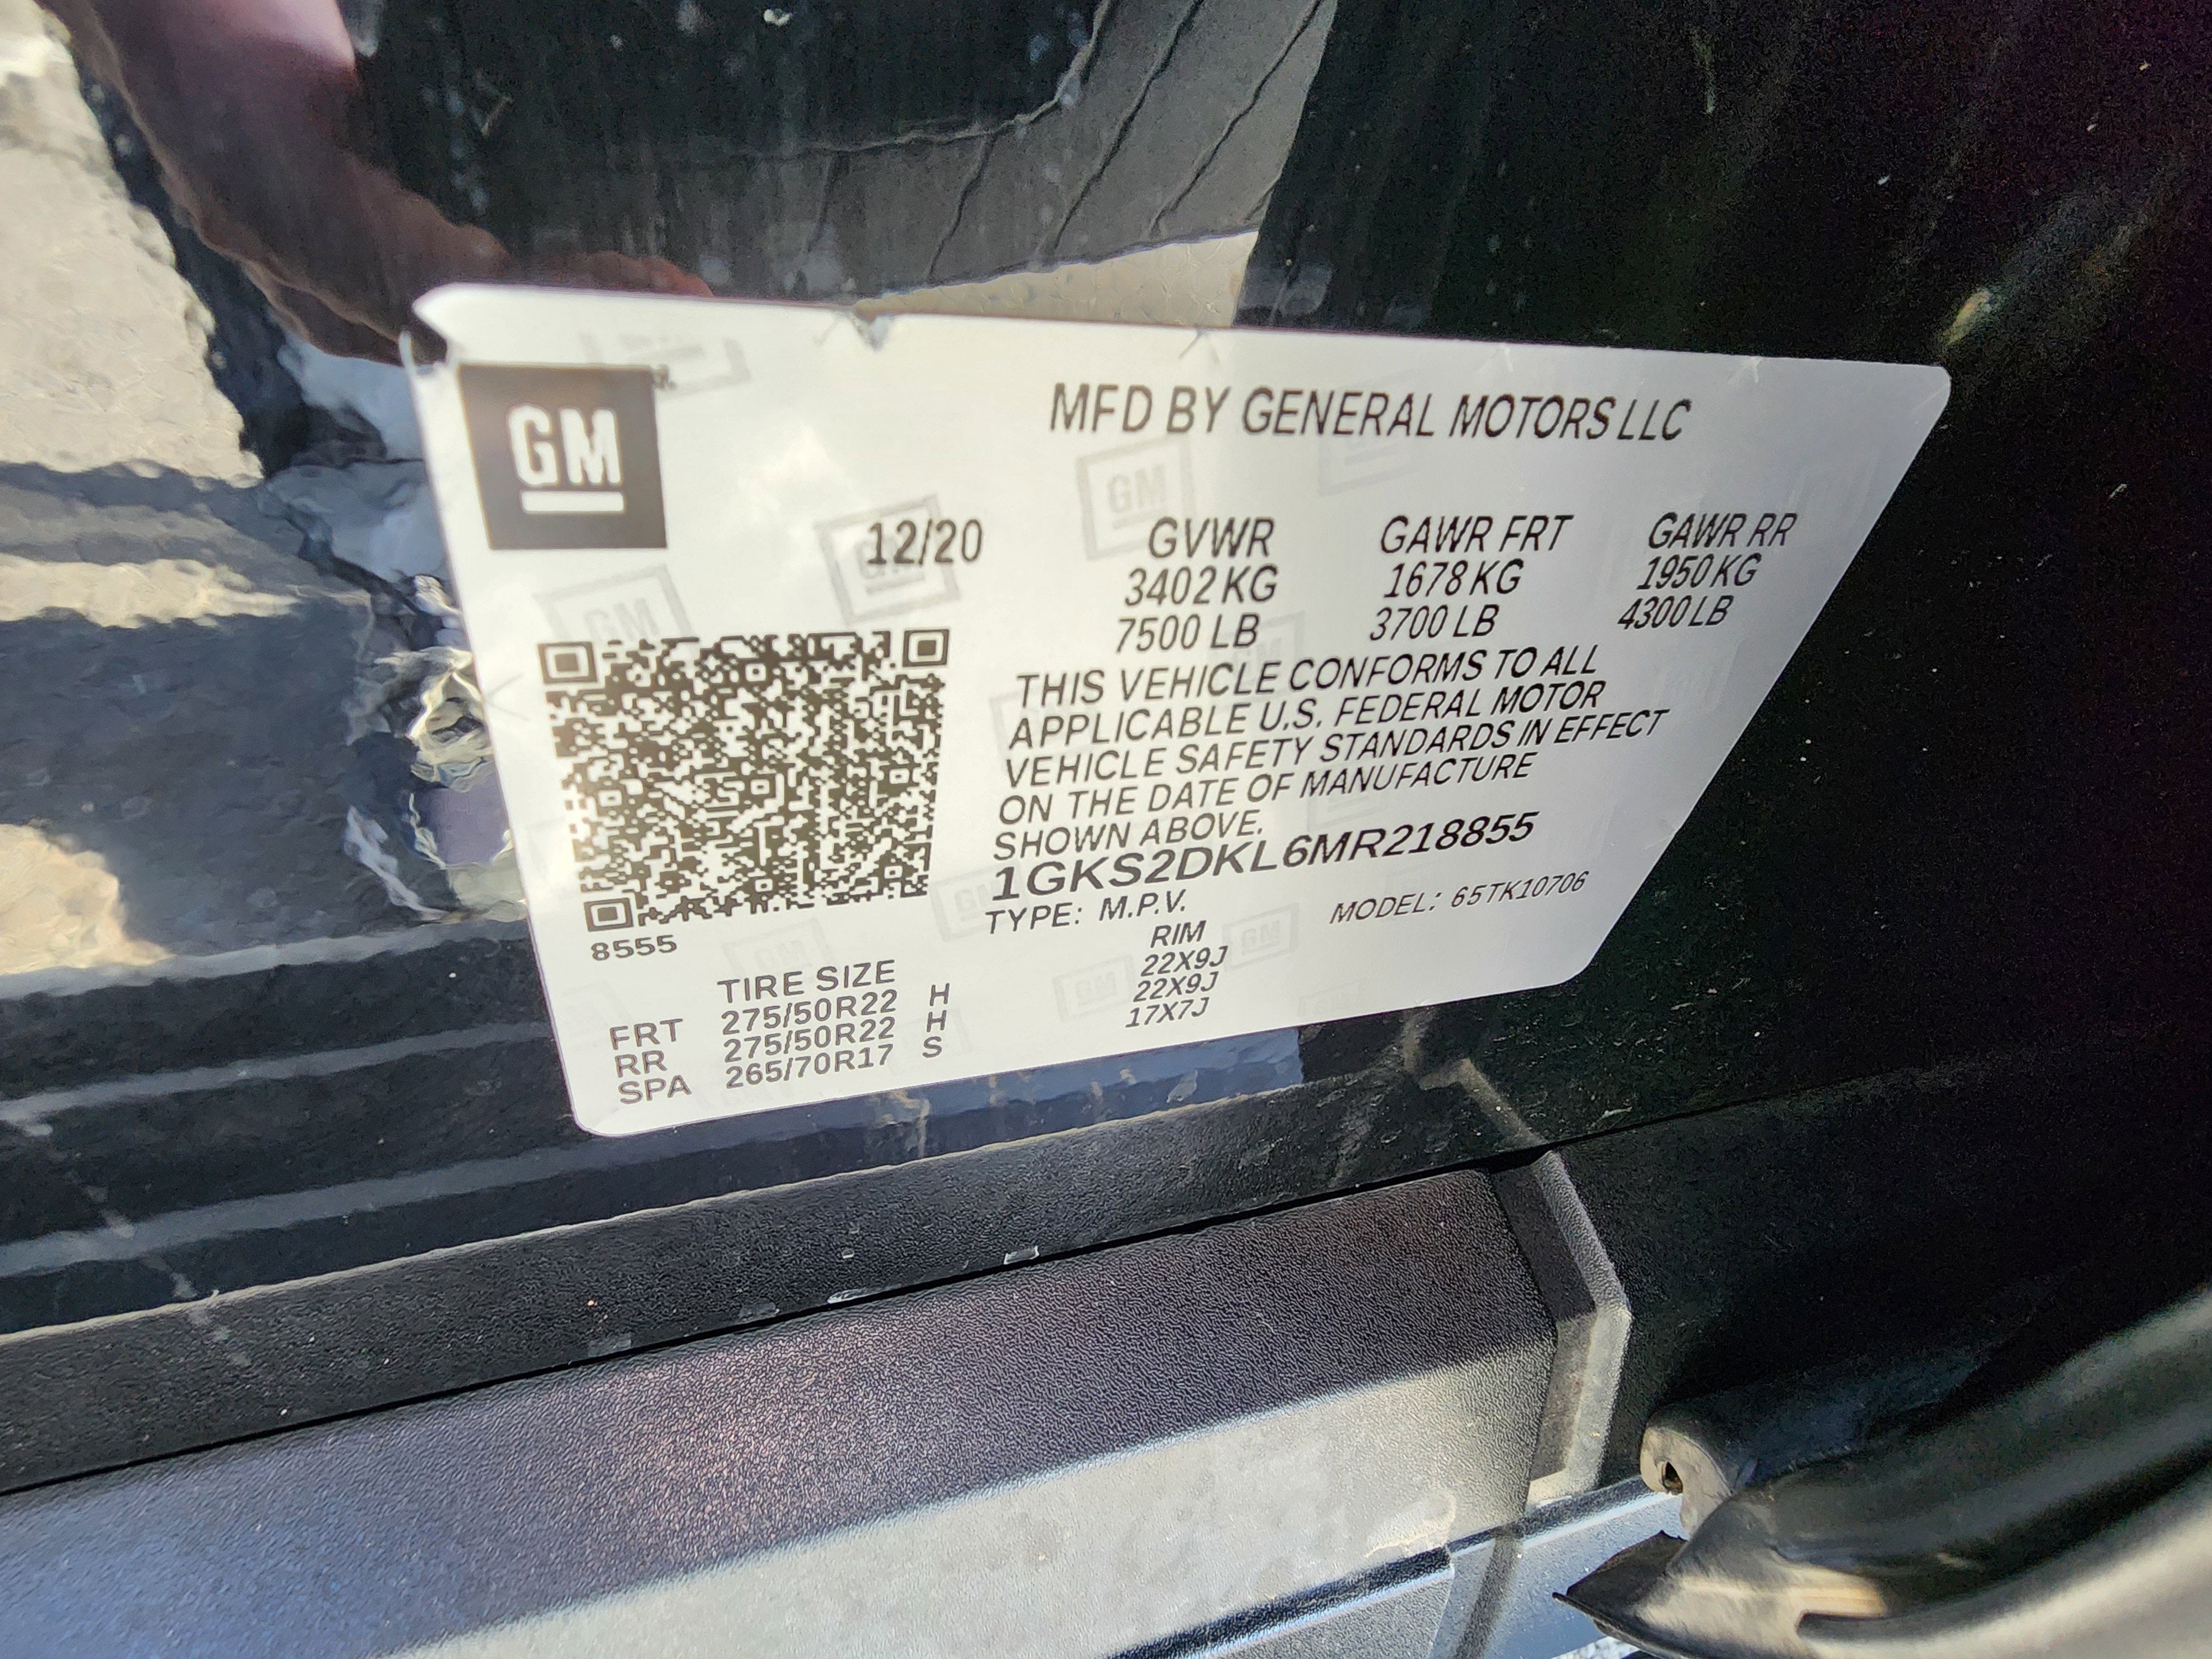 GM
MFD BY GENERAL MOTORS LLC
12/20 GVWR GAWR FRT GAWR RR
3402 KG 1678 KG 1950 KG
7500 LB 3700 LB 4300 LB
THIS VEHICLE CONFORMS TO ALL
APPLICABLE U.S. FEDERAL MOTOR
VEHICLE SAFETY STANDARDS IN EFFECT
ON THE DATE OF MANUFACTURE
SHOWN ABOVE.
1GKS2DKL6MR218855
TYPE: M.P.V. MODEL: 65TK10706
8555
TIRE SIZE RIM
FRT 275/50R22 H 22X9J
RR 275/50R22 H 22X9J
SPA 265/70R17 S 17X7J